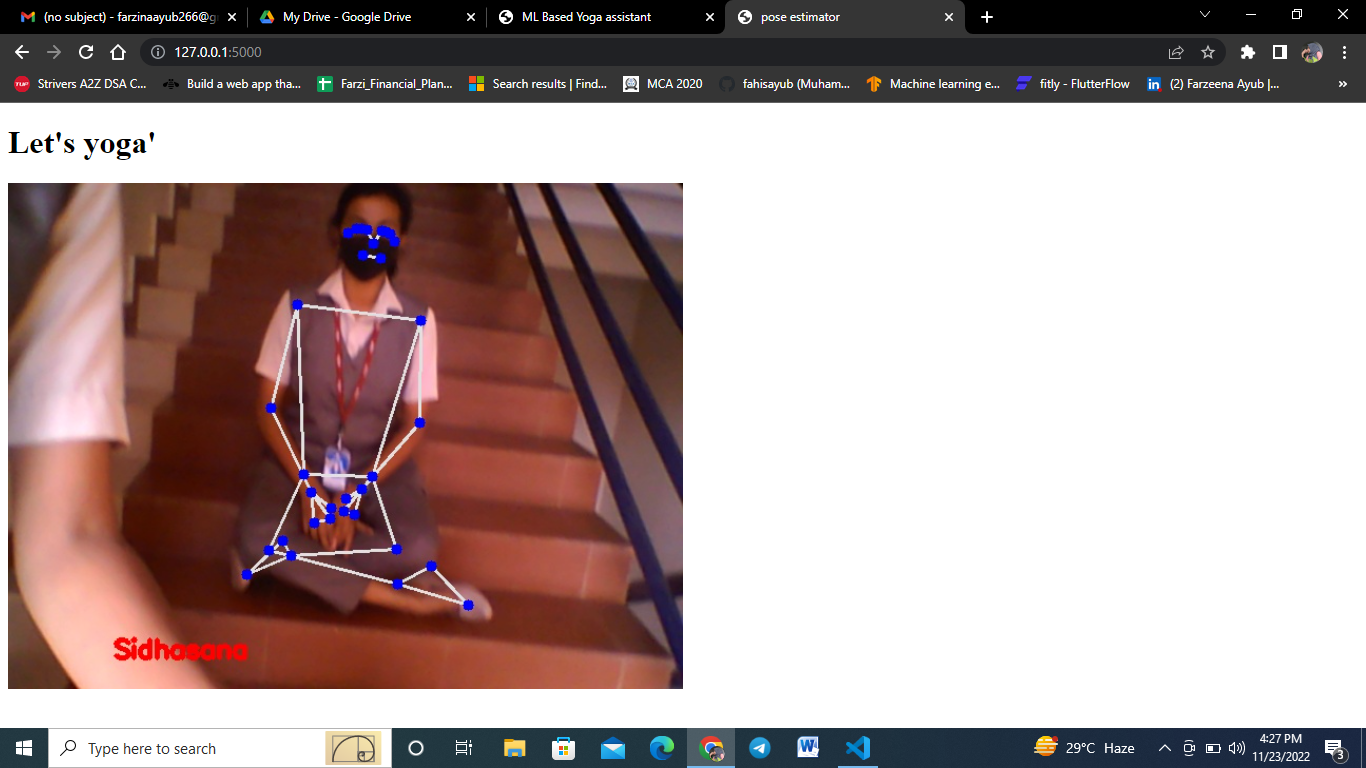 (no subject) - farzinaayub266@g
My Drive - Google Drive
ML Based Yoga assistant
pose estimator
127.0.0.1:5000
Strivers A2Z DSA C...
Build a web app tha...
Farzi_Financial_Plan...
Search results | Find...
MCA 2020
fahisayub (Muham...
Machine learning e...
fitly - FlutterFlow
(2) Farzeena Ayub |...
»
Let's yoga'
Sidhasana
Type here to search
29°C Haze
4:27 PM
11/23/2022
3